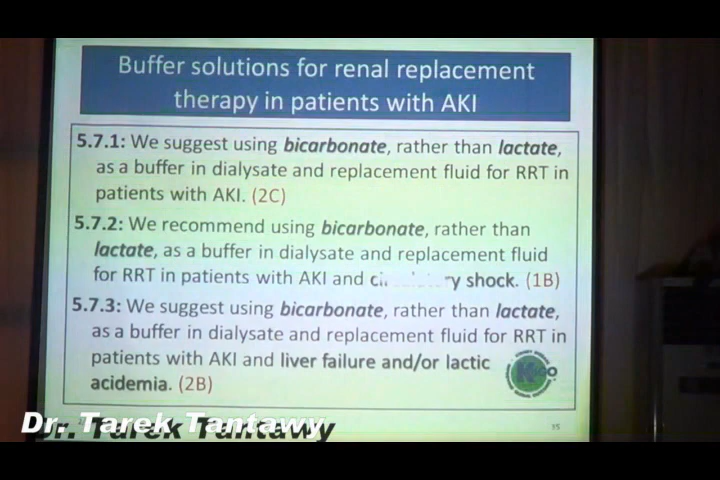 Buffer solutions for renal replacement
therapy in patients with AKI
5.7.1: We suggest using bicarbonate, rather than lactate,
as a buffer in dialysate and replacement fluid for RRT in
patients with AKI. (2C)
5.7.2: We recommend using bicarbonate, rather than
lactate, as a buffer in dialysate and replacement fluid
for RRT in patients with AKI and shock. (1B)
5.7.3: We suggest using bicarbonate, rather than lactate,
as a buffer in dialysate and replacement fluid for RRT in
patients with AKI and liver failure and/or lactic
acidemia. (2B)
Dr. Tarek Tantawy